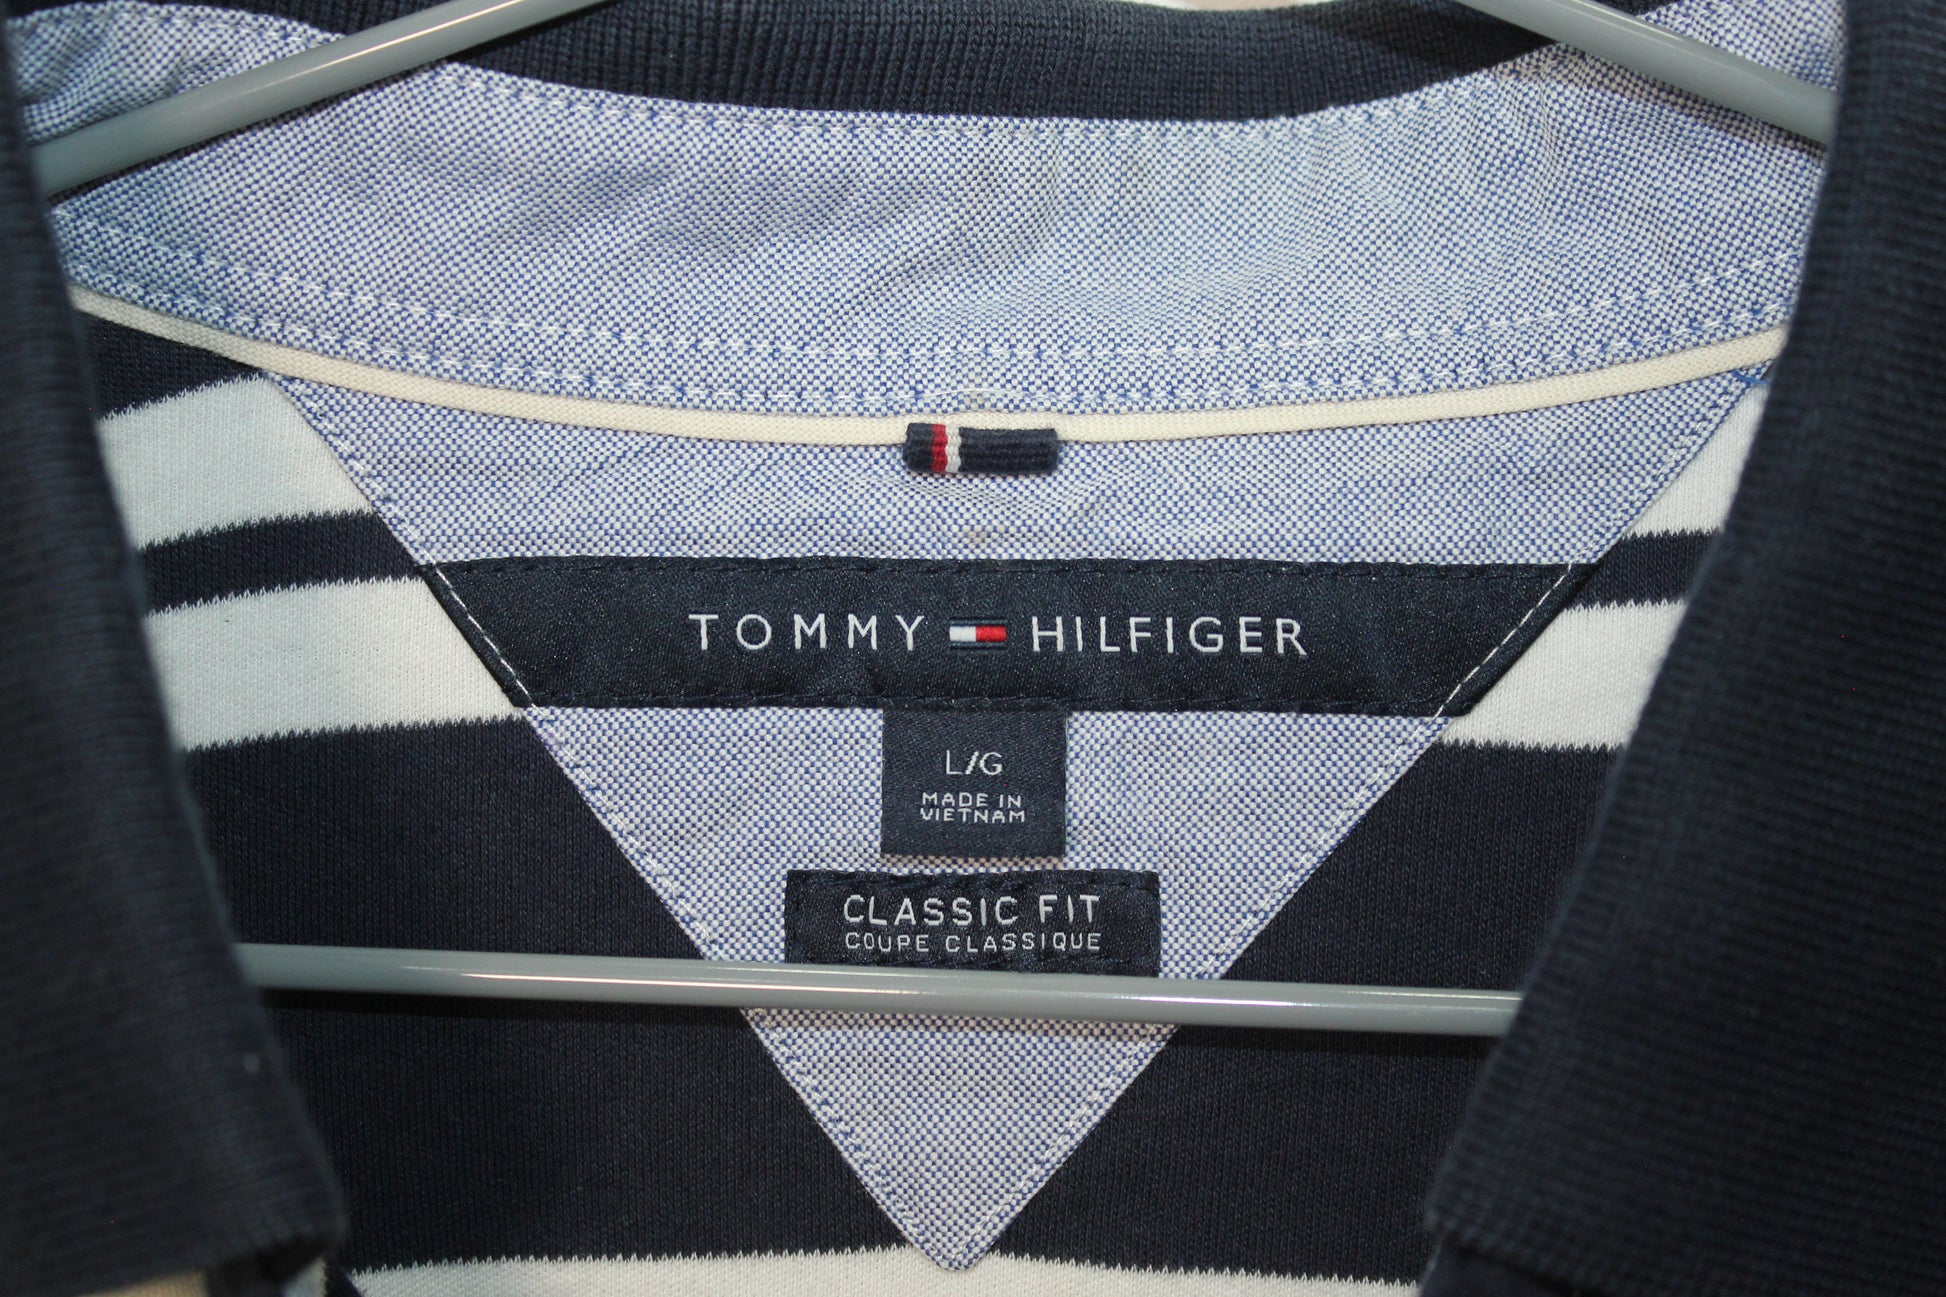 TOMMY HILFIGER
L/G
MADE IN
VIETNAM
CLASSIC FIT
COUPE CLASSIQUE